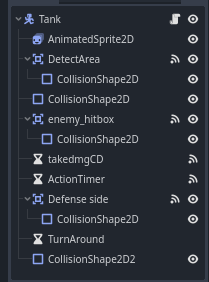 Tank
AnimatedSprite2D
DetectArea
CollisionShape2D
CollisionShape2D
enemy_hitbox
CollisionShape2D
takedmgCD
ActionTimer
Defense side
CollisionShape2D
TurnAround
CollisionShape2D2